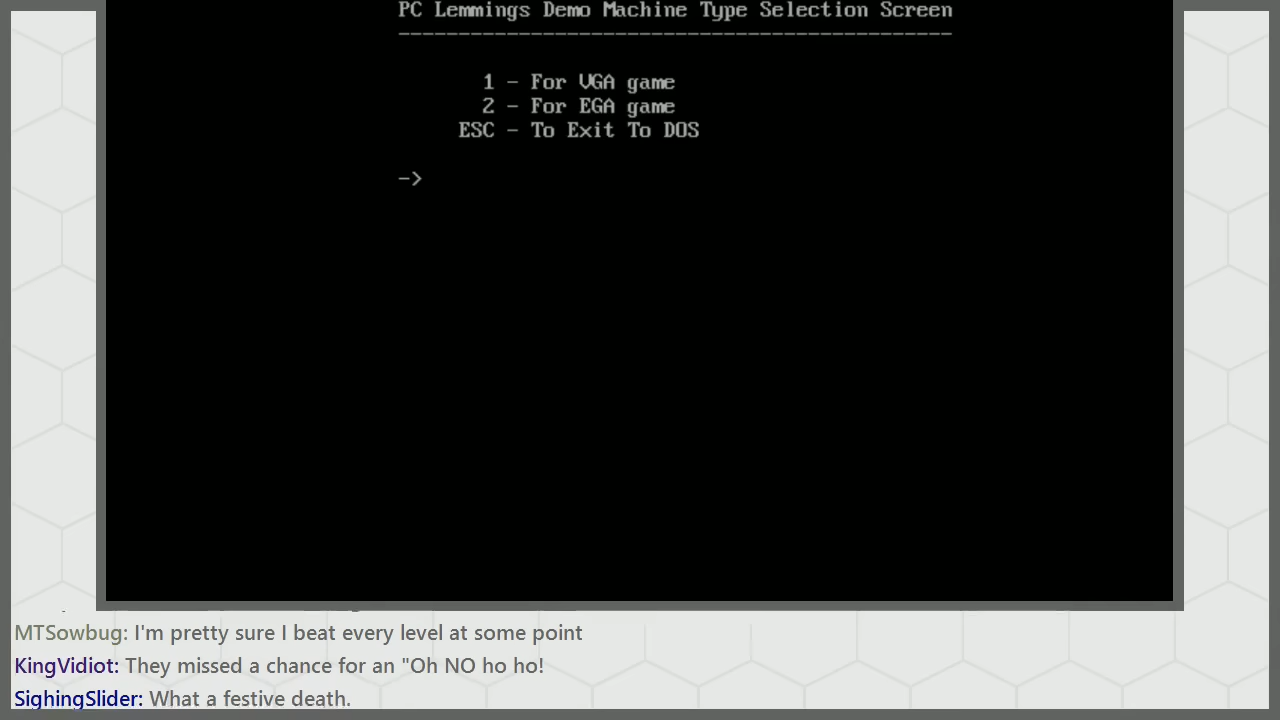 PC Lemmings Demo Machine Type Selection Screen
----------------------------------------------
1 - For VGA game
2 - For EGA game
ESC - To Exit To DOS
->
MTSowbug: I'm pretty sure I beat every level at some point
KingVidiot: They missed a chance for an "Oh NO ho ho!
SighingSlider: What a festive death.